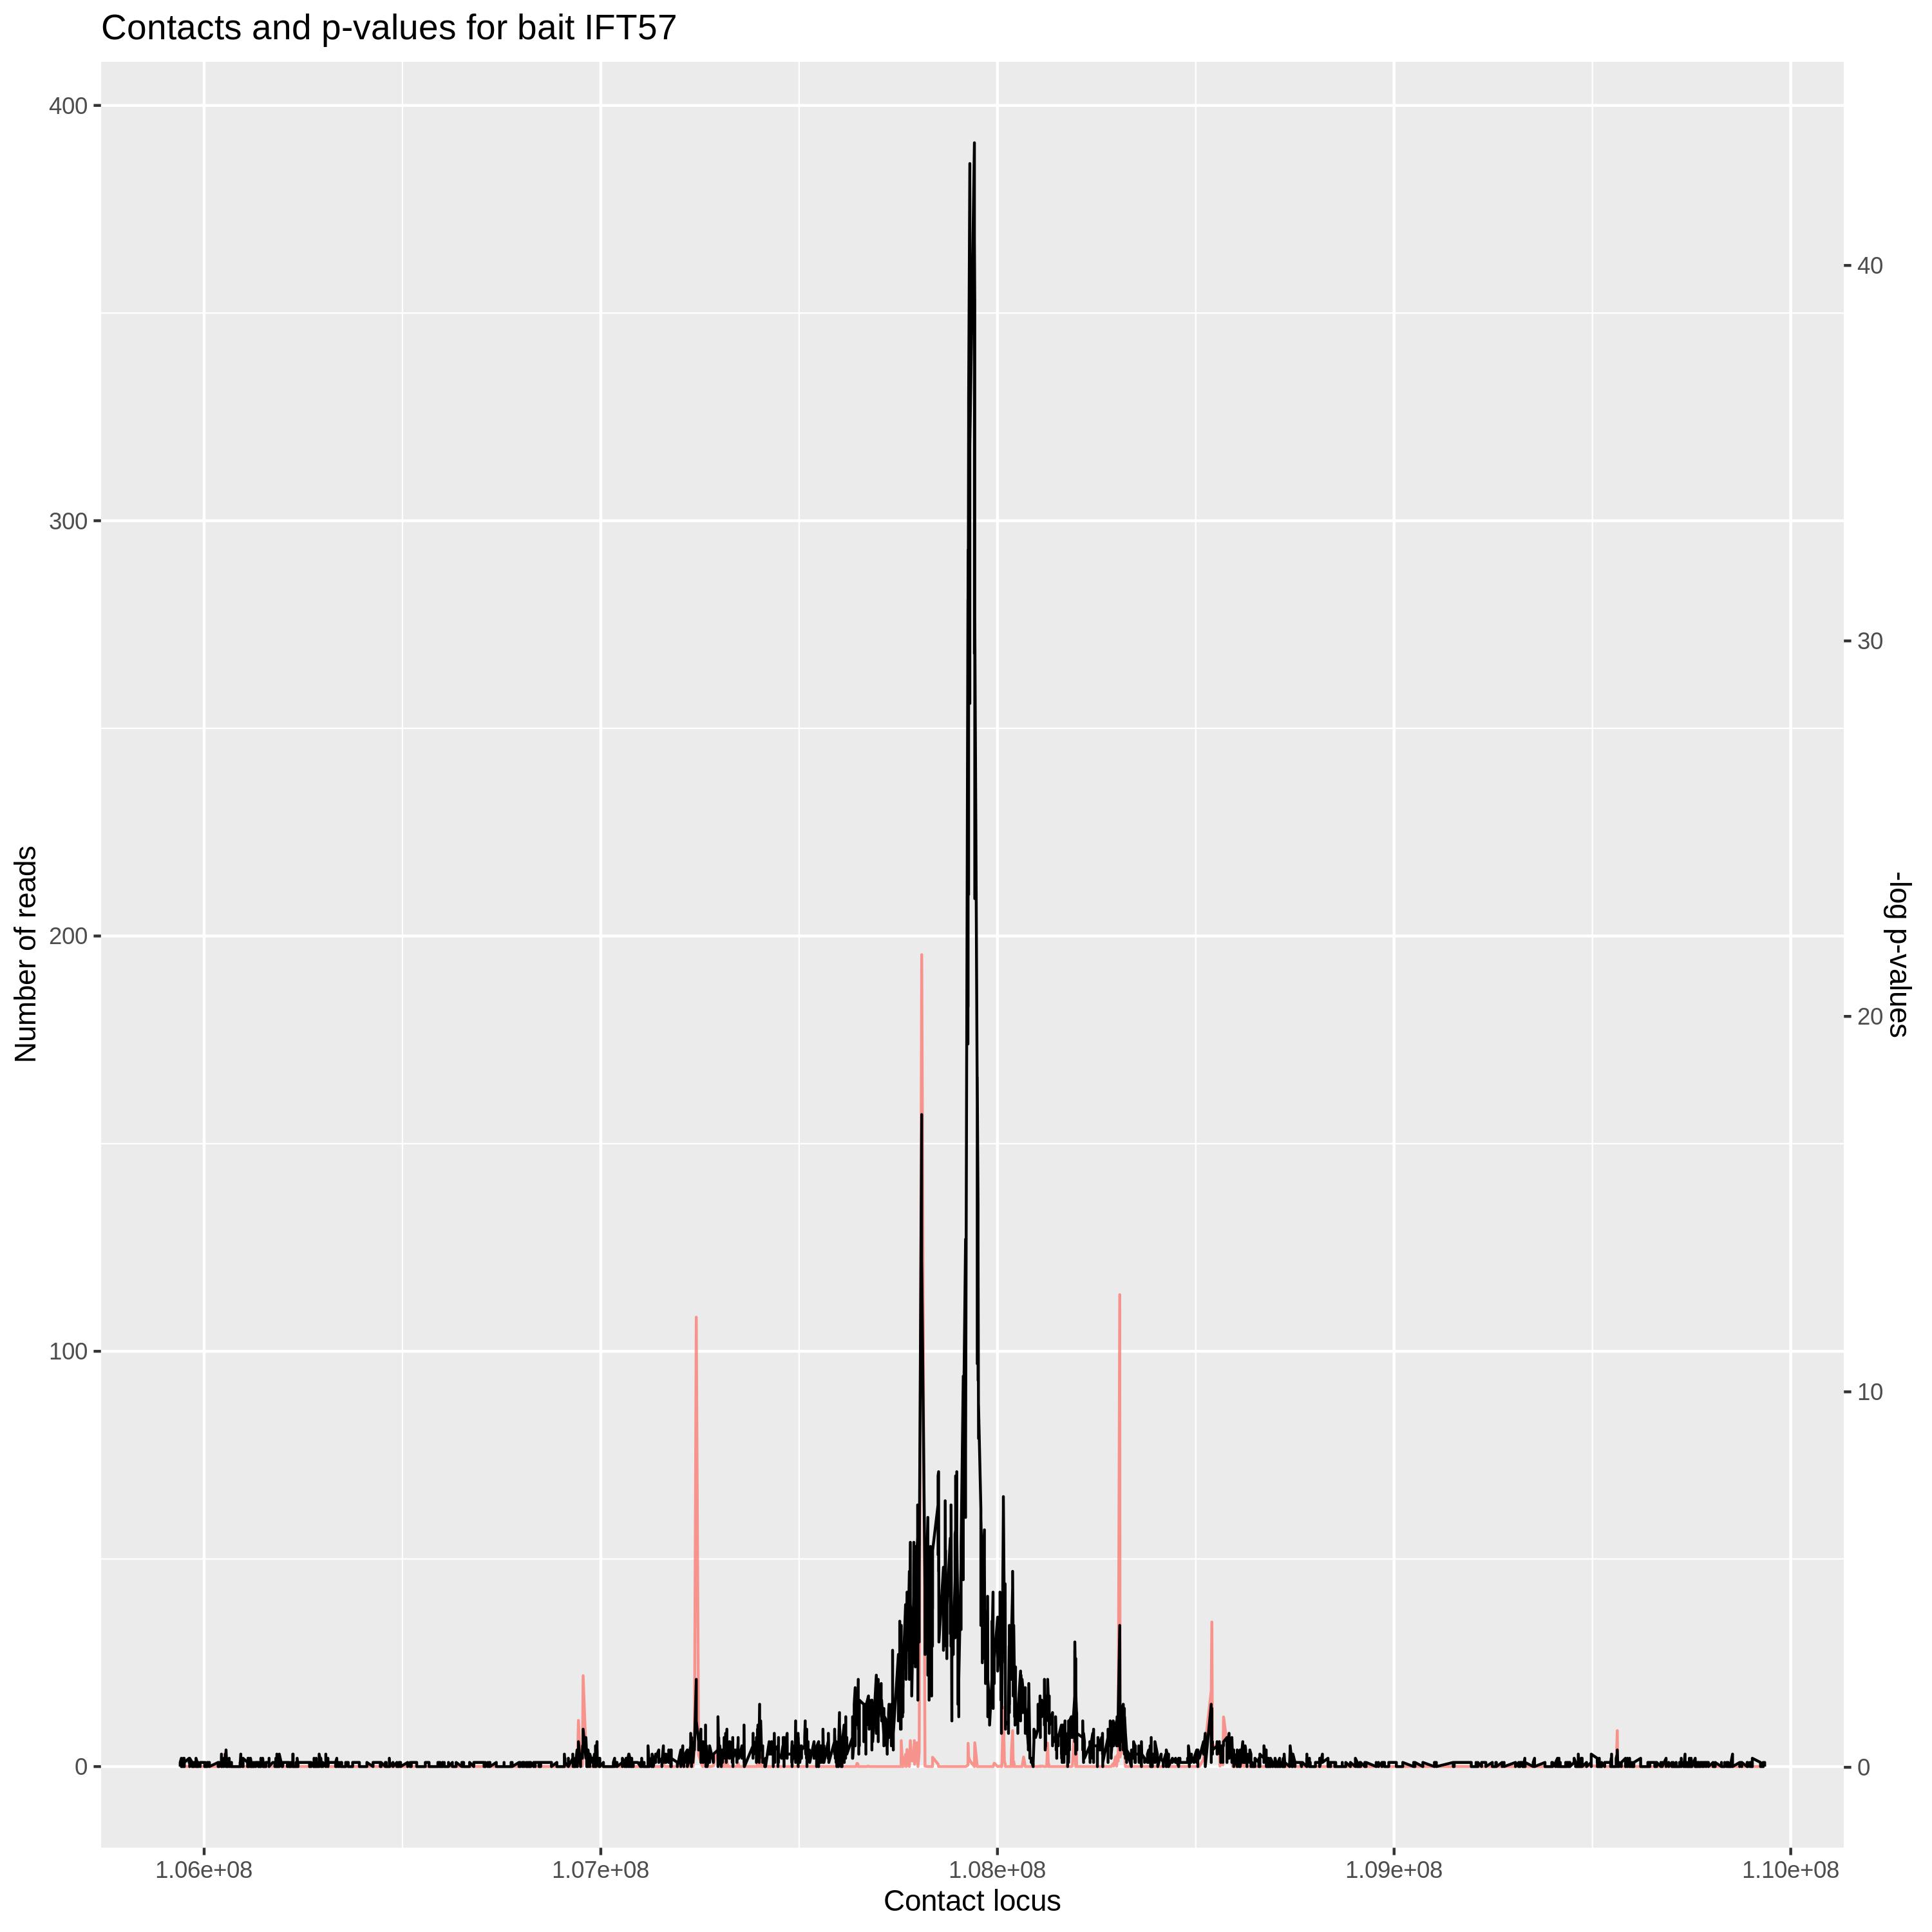 Contacts and p-values for bait IFT57
400
300
200
100
0
Number of reads
40
30
20
10
0
-log p-values
1.06e+08
1.07e+08
1.08e+08
1.09e+08
1.10e+08
Contact locus